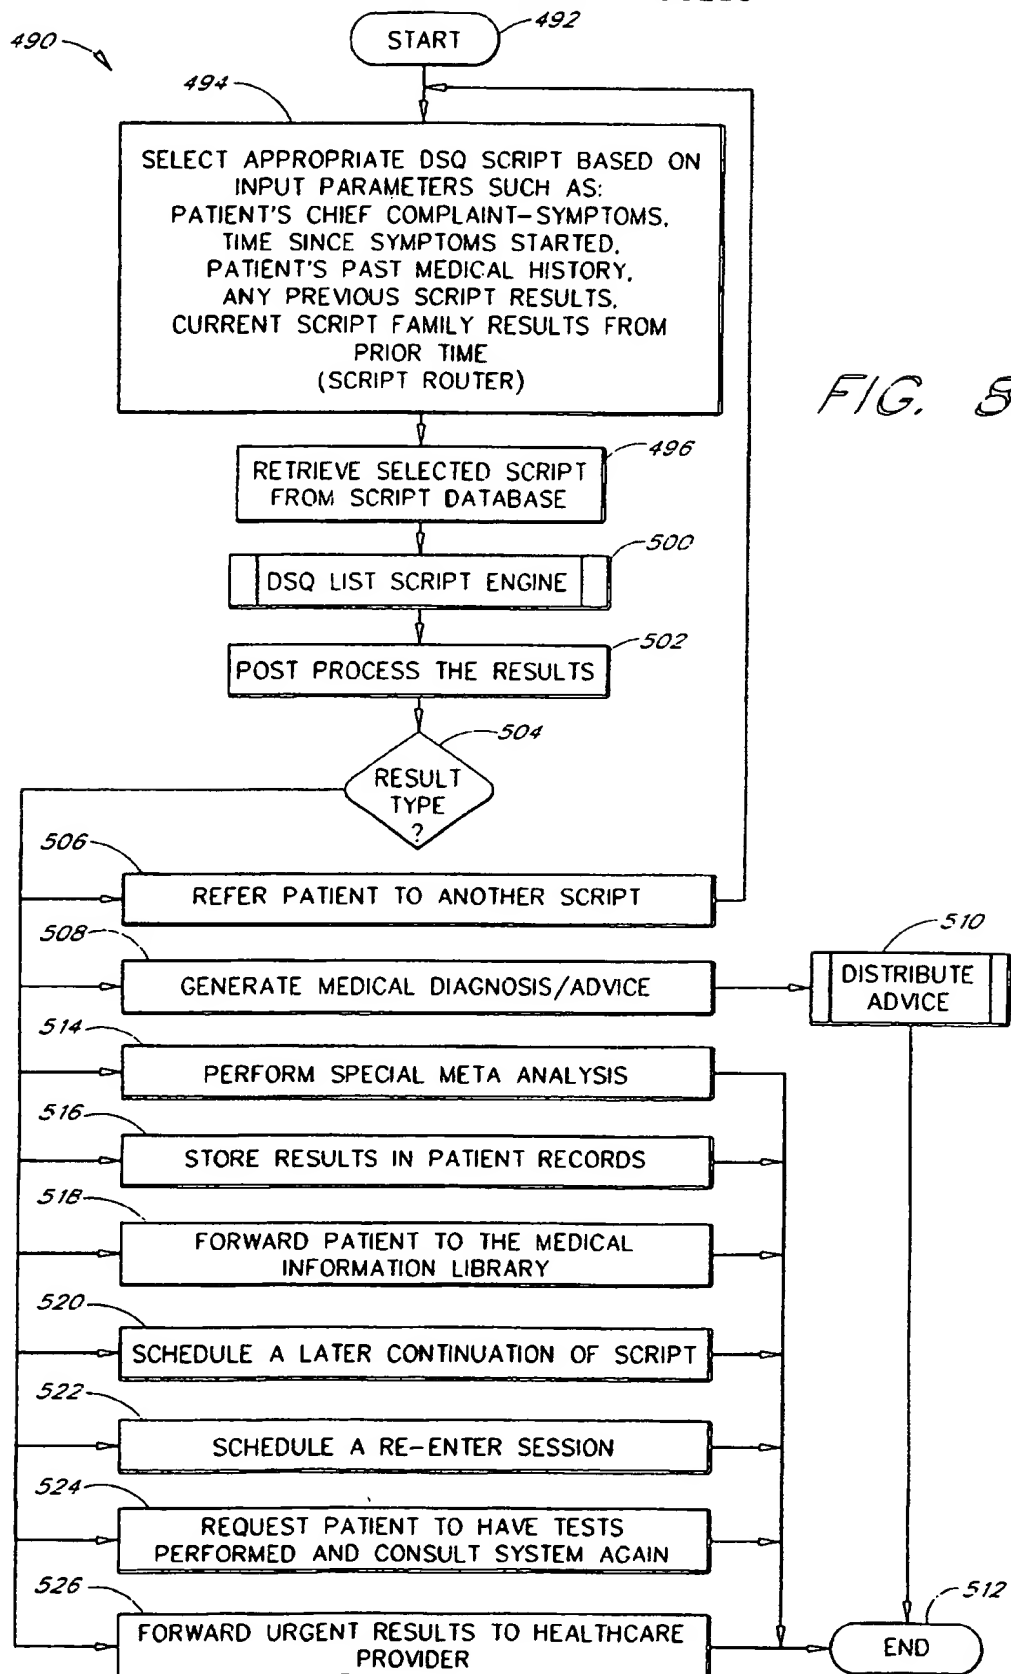 492
START
490
494
SELECT APPROPRIATE DSQ SCRIPT BASED ON
INPUT PARAMETERS SUCH AS:
PATIENT'S CHIEF COMPLAINT-SYMPTOMS,
TIME SINCE SYMPTOMS STARTED,
PATIENT'S PAST MEDICAL HISTORY,
ANY PREVIOUS SCRIPT RESULTS,
CURRENT SCRIPT FAMILY RESULTS FROM
PRIOR TIME
(SCRIPT ROUTER)
FIG. 8
496
RETRIEVE SELECTED SCRIPT
FROM SCRIPT DATABASE
500
DSQ LIST SCRIPT ENGINE
502
POST PROCESS THE RESULTS
504
RESULT
TYPE
?
506
REFER PATIENT TO ANOTHER SCRIPT
508
GENERATE MEDICAL DIAGNOSIS/ADVICE
510
DISTRIBUTE
ADVICE
514
PERFORM SPECIAL META ANALYSIS
516
STORE RESULTS IN PATIENT RECORDS
518
FORWARD PATIENT TO THE MEDICAL
INFORMATION LIBRARY
520
SCHEDULE A LATER CONTINUATION OF SCRIPT
522
SCHEDULE A RE-ENTER SESSION
524
REQUEST PATIENT TO HAVE TESTS
PERFORMED AND CONSULT SYSTEM AGAIN
526
FORWARD URGENT RESULTS TO HEALTHCARE
PROVIDER
512
END